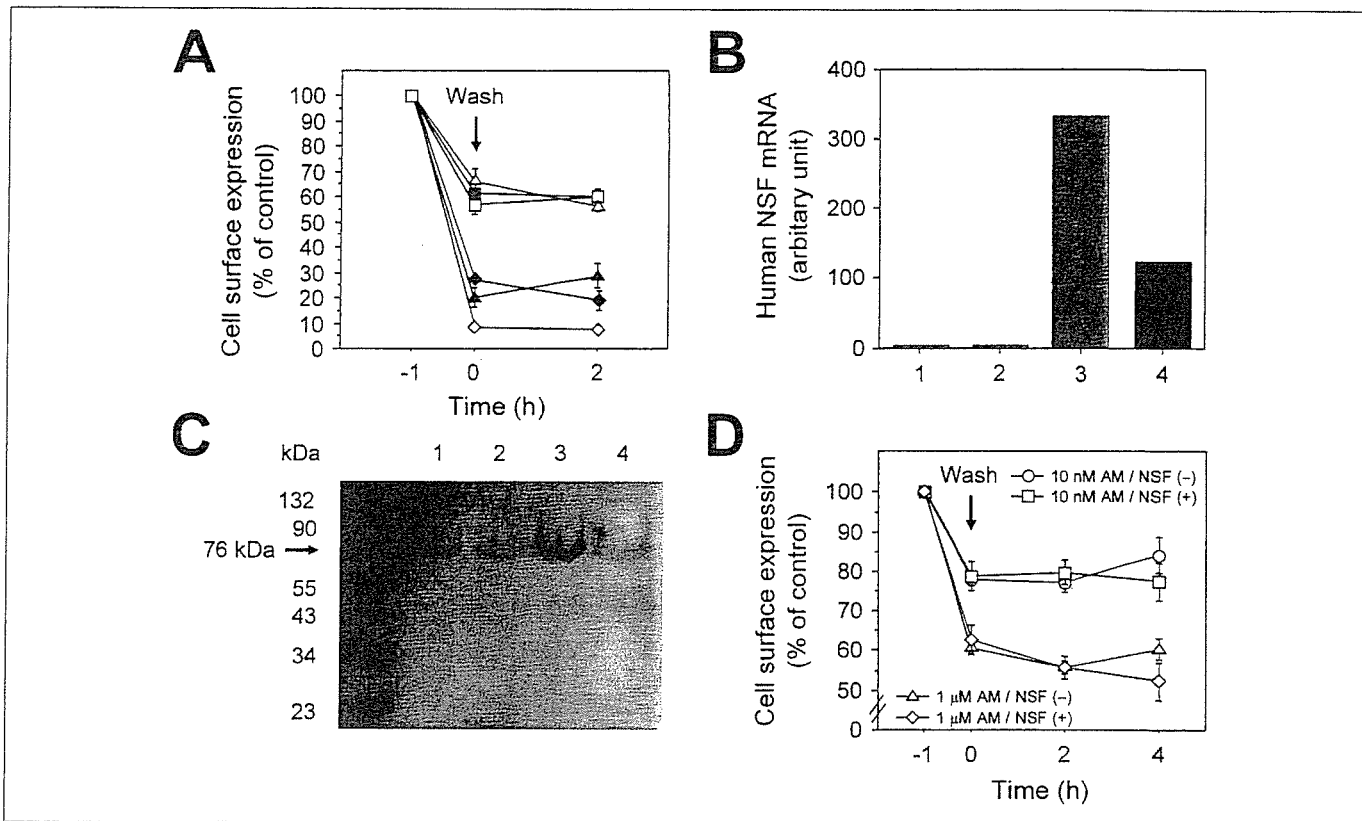 A
Cell surface expression
(% of control)
100
90
80
70
60
50
40
30
20
10
0
Wash
-1 0 2
Time (h)
B
Human NSF mRNA
(arbitary unit)
400
300
200
100
0
1 2 3 4
C
kDa 1 2 3 4
132
90
76 kDa
55
43
34
23
D
Cell surface expression
(% of control)
100
90
80
70
60
50
0
Wash
10 nM AM / NSF (–)
10 nM AM / NSF (+)
1 µM AM / NSF (–)
1 µM AM / NSF (+)
-1 0 2 4
Time (h)